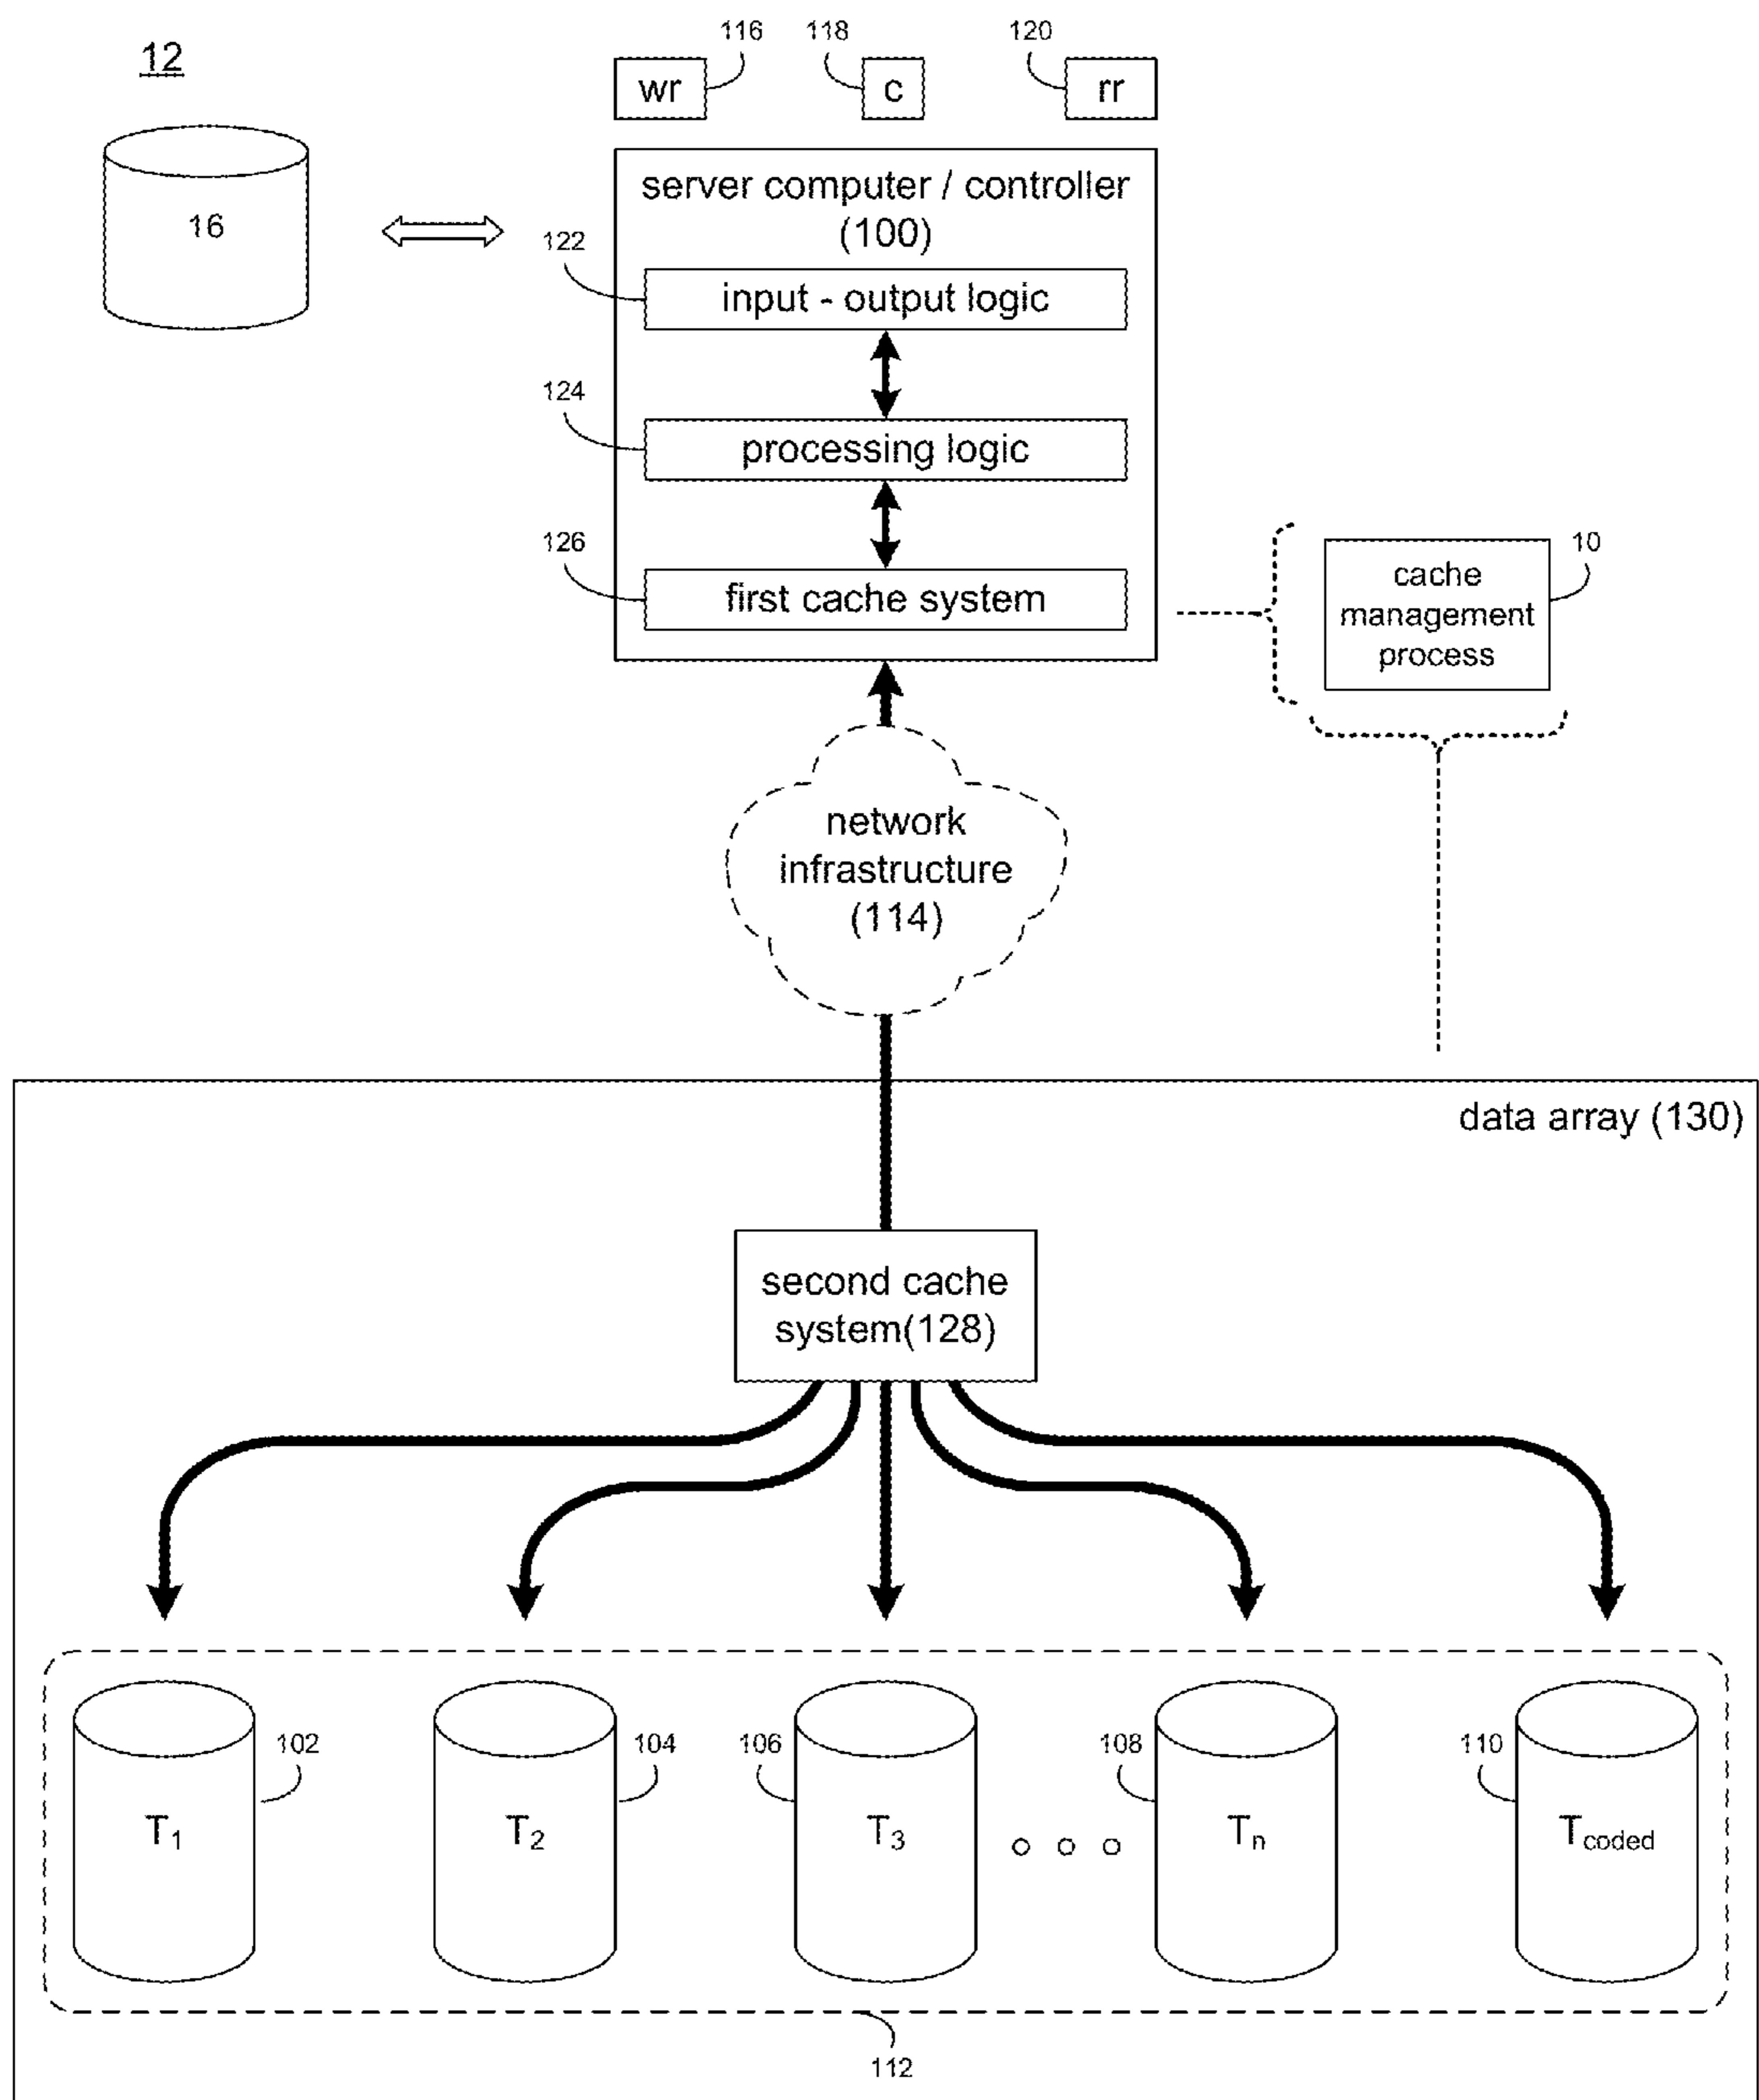 12
116
118
120
wr
c
rr
16
server computer / controller
(100)
122
input - output logic
124
processing logic
126
first cache system
10
cache
management
process
network
infrastructure
(114)
data array (130)
second cache
system(128)
102
104
106
108
110
T1
T2
T3
Tn
Tcoded
112